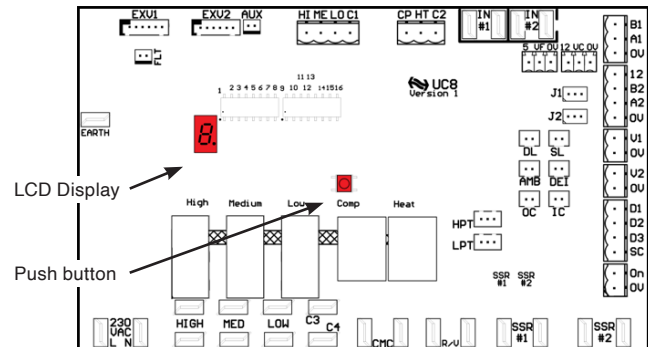 EXV1 EXV2 AUX HI ME LO C1 CP HT C2 IN #1 IN #2
FLT
5 VF 0V 12 VC 0V
B1
A1
0V
12
B2
A2
0V
V1
0V
V2
0V
D1
D2
D3
SC
On
0V
11 13
1 2 3 4 5 6 7 8 9 10 12 14 15 16
UC8
Version 1
J1
J2
EARTH
8.
DL SL
AMB DEI
OC IC
LCD Display
High Medium Low Comp Heat
HPT
LPT
Push button
SSR #1 SSR #2
230 VAC
L N
HIGH MED LOW C3 C4
CMC R/V SSR #1 SSR #2